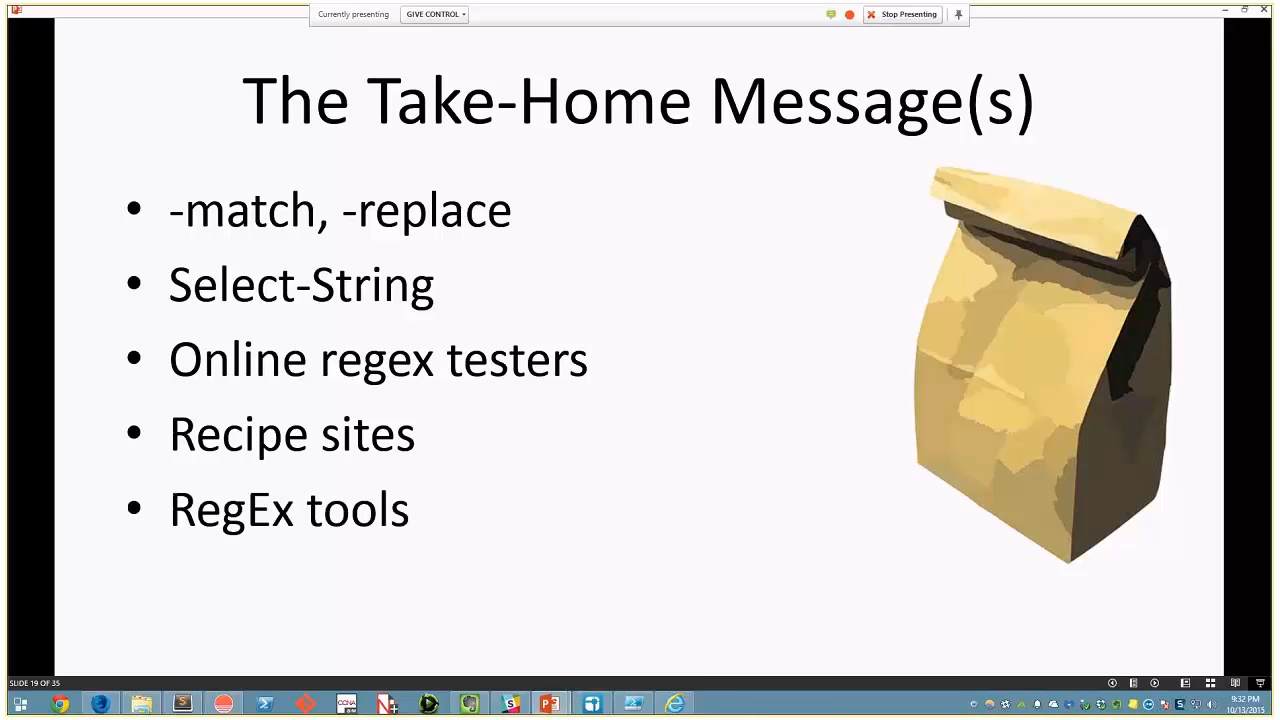 Currently presenting GIVE CONTROL Stop Presenting
The Take-Home Message(s)
• -match, -replace
• Select-String
• Online regex testers
• Recipe sites
• RegEx tools
SLIDE 19 OF 35
CCNA
9:32 PM
10/13/2015